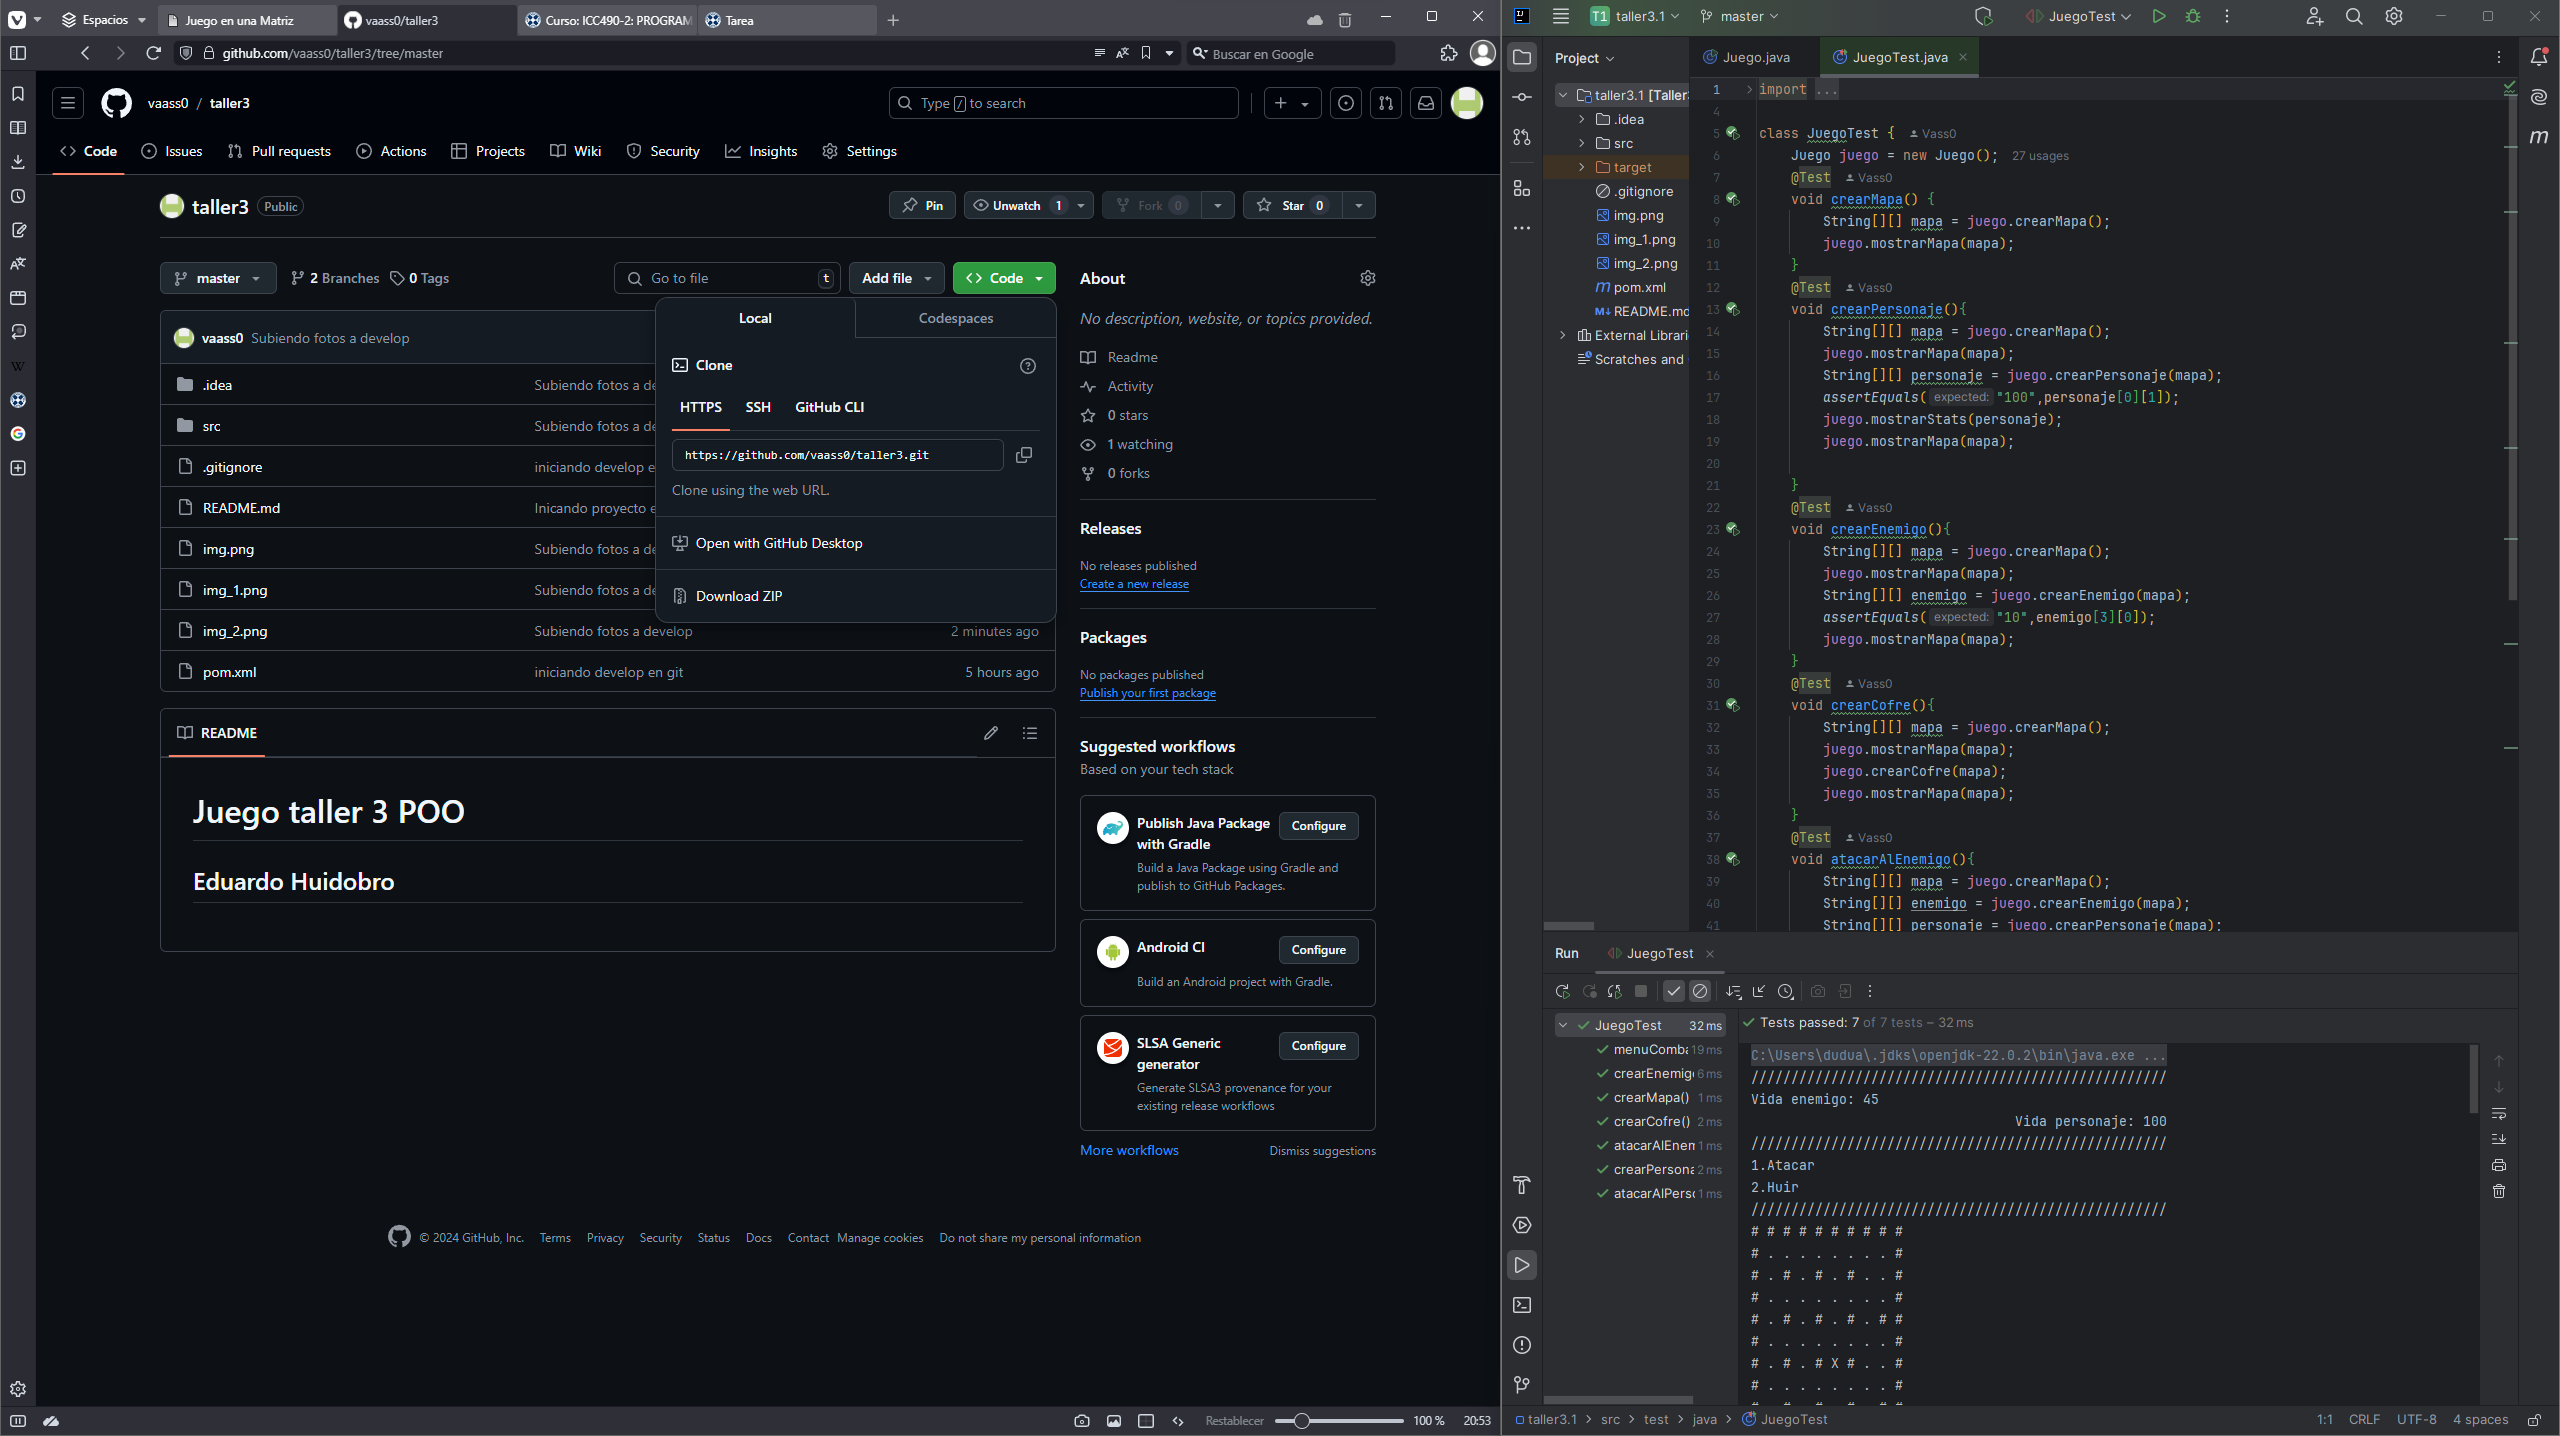 Espacios
Juego en una Matriz
vaass0/taller3
Curso: ICC490-2: PROGRAM
Tarea
github.com/vaass0/taller3/tree/master
Buscar en Google
vaass0 / taller3
Type / to search
Code
Issues
Pull requests
Actions
Projects
Wiki
Security
Insights
Settings
taller3 Public
Pin
Unwatch 1
Fork 0
Star 0
master
2 Branches
0 Tags
Go to file t
Add file
Code
vaass0 Subiendo fotos a develop
.idea Subiendo fotos a de
src Subiendo fotos a de
.gitignore iniciando develop e
README.md Inicando proyecto e
img.png Subiendo fotos a de
img_1.png Subiendo fotos a de
img_2.png Subiendo fotos a develop 2 minutes ago
pom.xml iniciando develop en git 5 hours ago
Local Codespaces
Clone
HTTPS SSH GitHub CLI
https://github.com/vaass0/taller3.git
Clone using the web URL.
Open with GitHub Desktop
Download ZIP
README
Juego taller 3 POO
Eduardo Huidobro
About
No description, website, or topics provided.
Readme
Activity
0 stars
1 watching
0 forks
Releases
No releases published
Create a new release
Packages
No packages published
Publish your first package
Suggested workflows
Based on your tech stack
Publish Java Package
with Gradle
Configure
Build a Java Package using Gradle and
publish to GitHub Packages.
Android CI
Configure
Build an Android project with Gradle.
SLSA Generic
generator
Configure
Generate SLSA3 provenance for your
existing release workflows
More workflows
Dismiss suggestions
© 2024 GitHub, Inc. Terms Privacy Security Status Docs Contact Manage cookies Do not share my personal information
Restablecer 100 % 20:53
T1 taller3.1 master JuegoTest
Project
Juego.java
JuegoTest.java
taller3.1 [Taller3
.idea
src
target
.gitignore
img.png
img_1.png
img_2.png
pom.xml
README.md
External Librari
Scratches and
1 import ...
4
5 class JuegoTest { Vass0
6 Juego juego = new Juego(); 27 usages
7 @Test Vass0
8 void crearMapa() {
9 String[][] mapa = juego.crearMapa();
10 juego.mostrarMapa(mapa);
11 }
12 @Test Vass0
13 void crearPersonaje(){
14 String[][] mapa = juego.crearMapa();
15 juego.mostrarMapa(mapa);
16 String[][] personaje = juego.crearPersonaje(mapa);
17 assertEquals( expected: "100",personaje[0][1]);
18 juego.mostrarStats(personaje);
19 juego.mostrarMapa(mapa);
20
21 }
22 @Test Vass0
23 void crearEnemigo(){
24 String[][] mapa = juego.crearMapa();
25 juego.mostrarMapa(mapa);
26 String[][] enemigo = juego.crearEnemigo(mapa);
27 assertEquals( expected: "10",enemigo[3][0]);
28 juego.mostrarMapa(mapa);
29 }
30 @Test Vass0
31 void crearCofre(){
32 String[][] mapa = juego.crearMapa();
33 juego.mostrarMapa(mapa);
34 juego.crearCofre(mapa);
35 juego.mostrarMapa(mapa);
36 }
37 @Test Vass0
38 void atacarAlEnemigo(){
39 String[][] mapa = juego.crearMapa();
40 String[][] enemigo = juego.crearEnemigo(mapa);
41 String[][] personaje = juego.crearPersonaje(mapa);
Run JuegoTest
JuegoTest 32 ms
menuComba 19 ms
crearEnemig 6 ms
crearMapa() 1 ms
crearCofre() 2 ms
atacarAlEnem 1 ms
crearPersona 2 ms
atacarAlPerso 1 ms
Tests passed: 7 of 7 tests – 32 ms
C:\Users\dudua\.jdks\openjdk-22.0.2\bin\java.exe ...
////////////////////////////////////////////////////
Vida enemigo: 45
Vida personaje: 100
////////////////////////////////////////////////////
1.Atacar
2.Huir
////////////////////////////////////////////////////
# # # # # # # # # #
# . . . . . . . . #
# . # . # . # . . #
# . . . . . . . . #
# . # . # . # . # #
# . . . . . . . . #
# . # . # X # . . #
# . . . . . . . . #
taller3.1 > src > test > java > JuegoTest
1:1 CRLF UTF-8 4 spaces